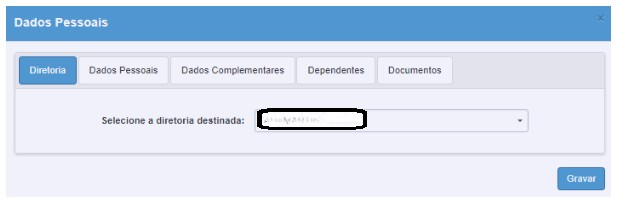 Dados Pessoais
×
Diretoria
Dados Pessoais
Dados Complementares
Dependentes
Documentos
Selecione a diretoria destinada:
Gravar